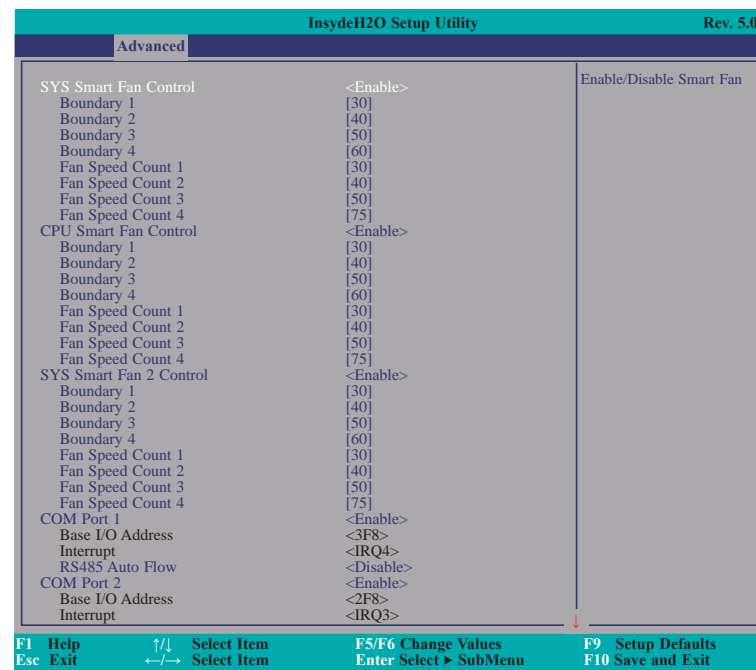 InsydeH2O Setup Utility Rev. 5.0
Advanced
SYS Smart Fan Control <Enable> Enable/Disable Smart Fan
Boundary 1 [30]
Boundary 2 [40]
Boundary 3 [50]
Boundary 4 [60]
Fan Speed Count 1 [30]
Fan Speed Count 2 [40]
Fan Speed Count 3 [50]
Fan Speed Count 4 [75]
CPU Smart Fan Control <Enable>
Boundary 1 [30]
Boundary 2 [40]
Boundary 3 [50]
Boundary 4 [60]
Fan Speed Count 1 [30]
Fan Speed Count 2 [40]
Fan Speed Count 3 [50]
Fan Speed Count 4 [75]
SYS Smart Fan 2 Control <Enable>
Boundary 1 [30]
Boundary 2 [40]
Boundary 3 [50]
Boundary 4 [60]
Fan Speed Count 1 [30]
Fan Speed Count 2 [40]
Fan Speed Count 3 [50]
Fan Speed Count 4 [75]
COM Port 1 <Enable>
Base I/O Address <3F8>
Interrupt <IRQ4>
RS485 Auto Flow <Disable>
COM Port 2 <Enable>
Base I/O Address <2F8>
Interrupt <IRQ3>
↓
F1 Help ↑/↓ Select Item F5/F6 Change Values F9 Setup Defaults
Esc Exit ←/→ Select Item Enter Select ▶ SubMenu F10 Save and Exit